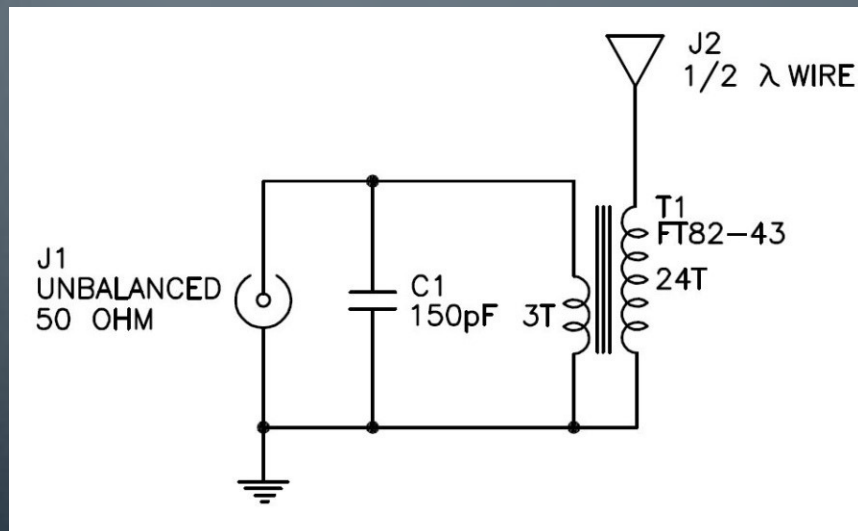 J2
1/2 λ WIRE
T1
FT82-43
24T
J1
UNBALANCED
50 OHM
C1
150pF
3T